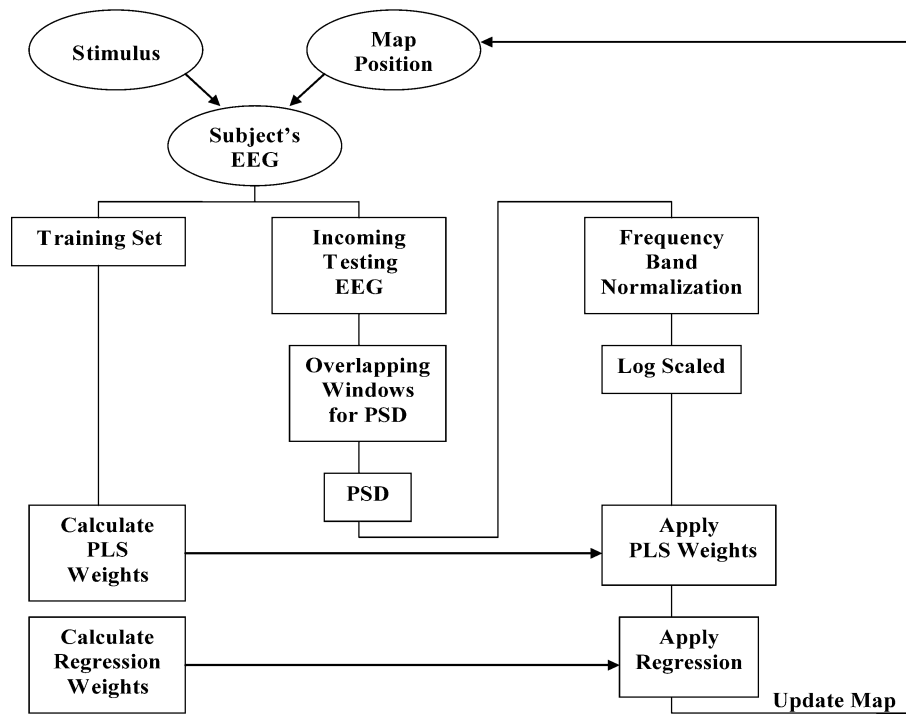 Stimulus
Map
Position
Subject's
EEG
Training Set
Incoming
Testing
EEG
Frequency
Band
Normalization
Overlapping
Windows
for PSD
Log Scaled
PSD
Calculate
PLS
Weights
Apply
PLS Weights
Calculate
Regression
Weights
Apply
Regression
Update Map